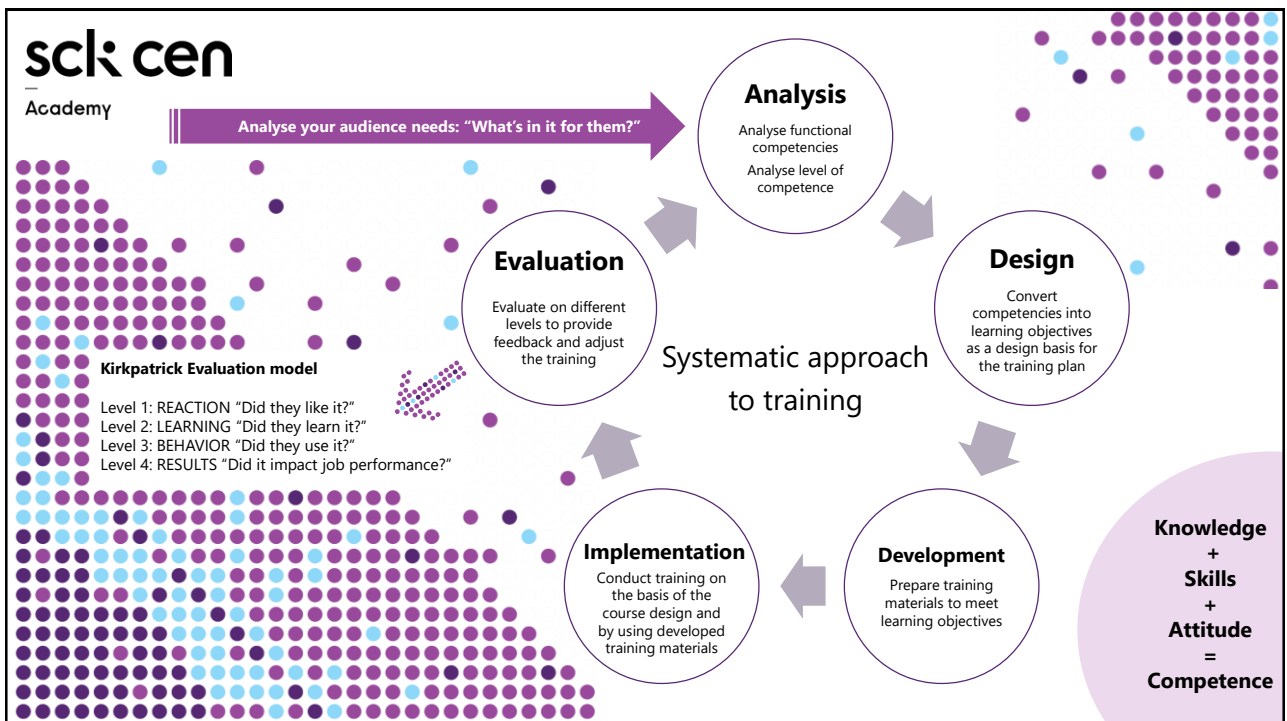 sck cen
Academy
Analyse your audience needs: “What’s in it for them?”
Analysis
Analyse functional
competencies
Analyse level of
competence
Design
Convert
competencies into
learning objectives
as a design basis for
the training plan
Development
Prepare training
materials to meet
learning objectives
Implementation
Conduct training on
the basis of the
course design and
by using developed
training materials
Evaluation
Evaluate on different
levels to provide
feedback and adjust
the training
Systematic approach
to training
Kirkpatrick Evaluation model
Level 1: REACTION “Did they like it?”
Level 2: LEARNING “Did they learn it?”
Level 3: BEHAVIOR “Did they use it?”
Level 4: RESULTS “Did it impact job performance?”
Knowledge
+
Skills
+
Attitude
=
Competence